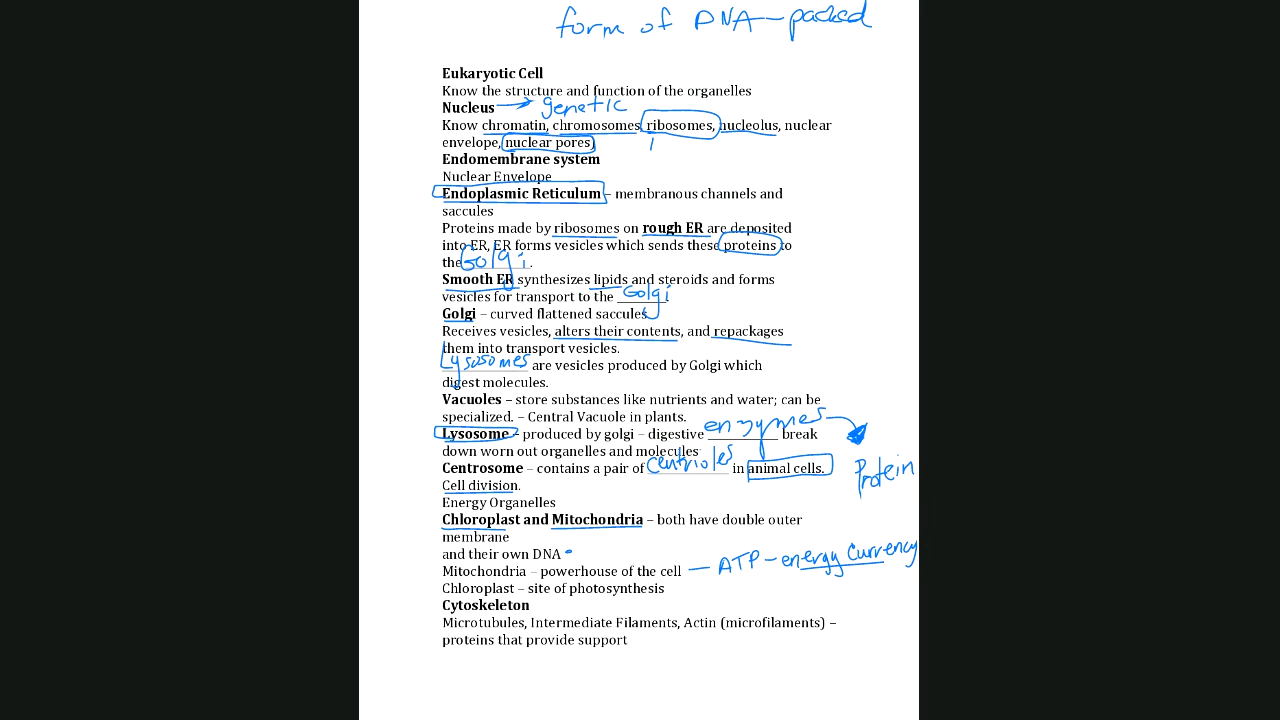 form of DNA - packed
Eukaryotic Cell
Know the structure and function of the organelles
Nucleus → genetic
Know chromatin, chromosomes, ribosomes, nucleolus, nuclear
envelope, nuclear pores,
Endomembrane system
Nuclear Envelope
Endoplasmic Reticulum – membranous channels and
saccules
Proteins made by ribosomes on rough ER are deposited
into ER, ER forms vesicles which sends these proteins to
the Golgi.
Smooth ER synthesizes lipids and steroids and forms
vesicles for transport to the Golgi
Golgi – curved flattened saccules
Receives vesicles, alters their contents, and repackages
them into transport vesicles.
Lysosomes are vesicles produced by Golgi which
digest molecules.
Vacuoles – store substances like nutrients and water; can be
specialized. – Central Vacuole in plants.
Lysosome – produced by golgi – digestive enzymes break
down worn out organelles and molecules
Centrosome – contains a pair of centrioles in animal cells.
Protein
Cell division.
Energy Organelles
Chloroplast and Mitochondria – both have double outer
membrane
and their own DNA
Mitochondria – powerhouse of the cell – ATP – energy currency
Chloroplast – site of photosynthesis
Cytoskeleton
Microtubules, Intermediate Filaments, Actin (microfilaments) –
proteins that provide support